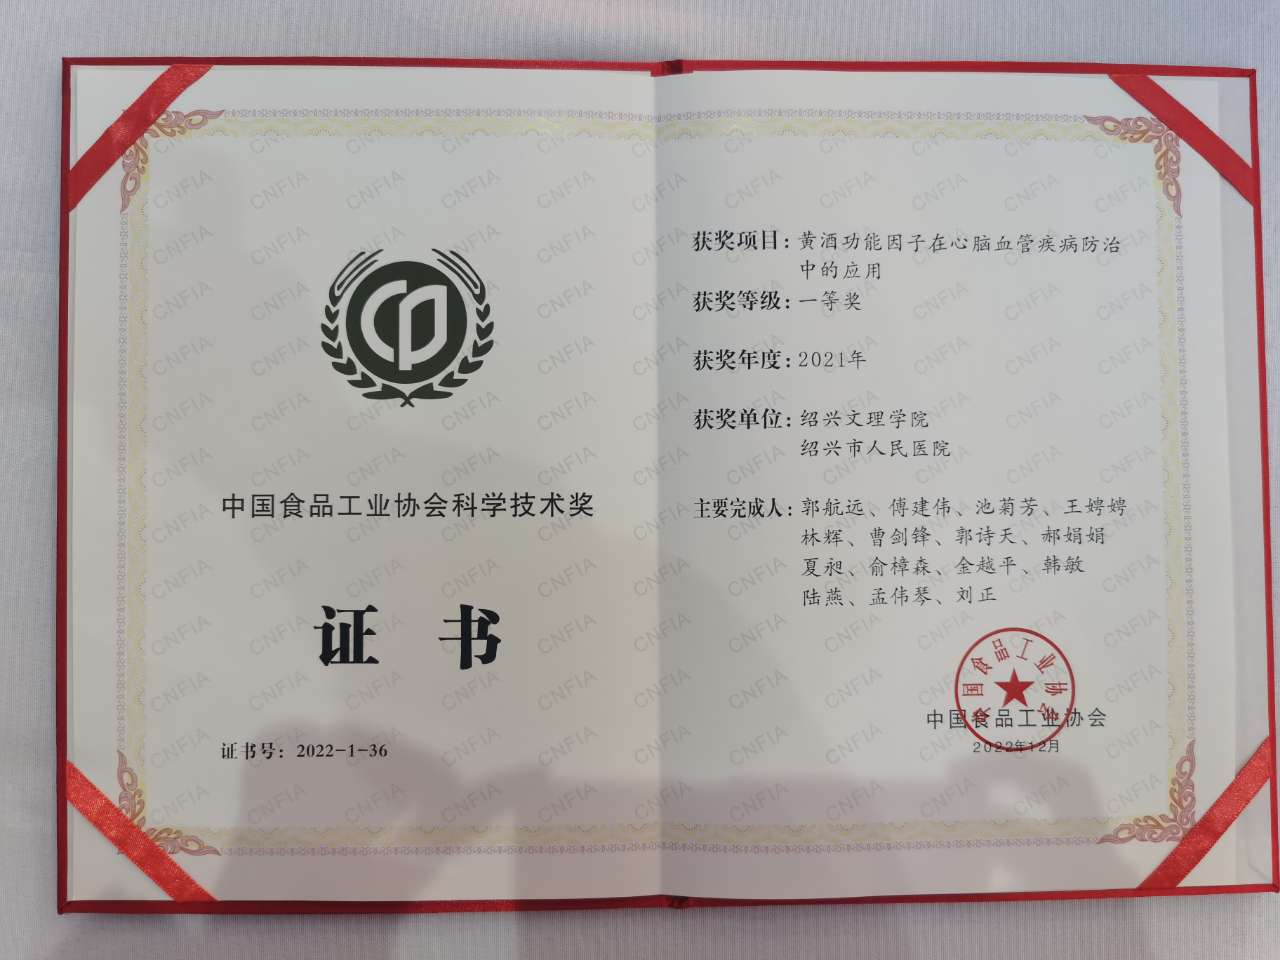 中国食品工业协会科学技术奖
证 书
证书号：2022-1-36
获奖项目：黄酒功能因子在心脑血管疾病防治
中的应用
获奖等级：一等奖
获奖年度：2021年
获奖单位：绍兴文理学院
绍兴市人民医院
主要完成人：郭航远、傅建伟、池菊芳、王娉娉
林辉、曹剑锋、郭诗天、郝娟娟
夏昶、俞樟森、金越平、韩敏
陆燕、孟伟琴、刘正
中国食品工业协会
中国食品工业协会
2022年12月
CNFIA